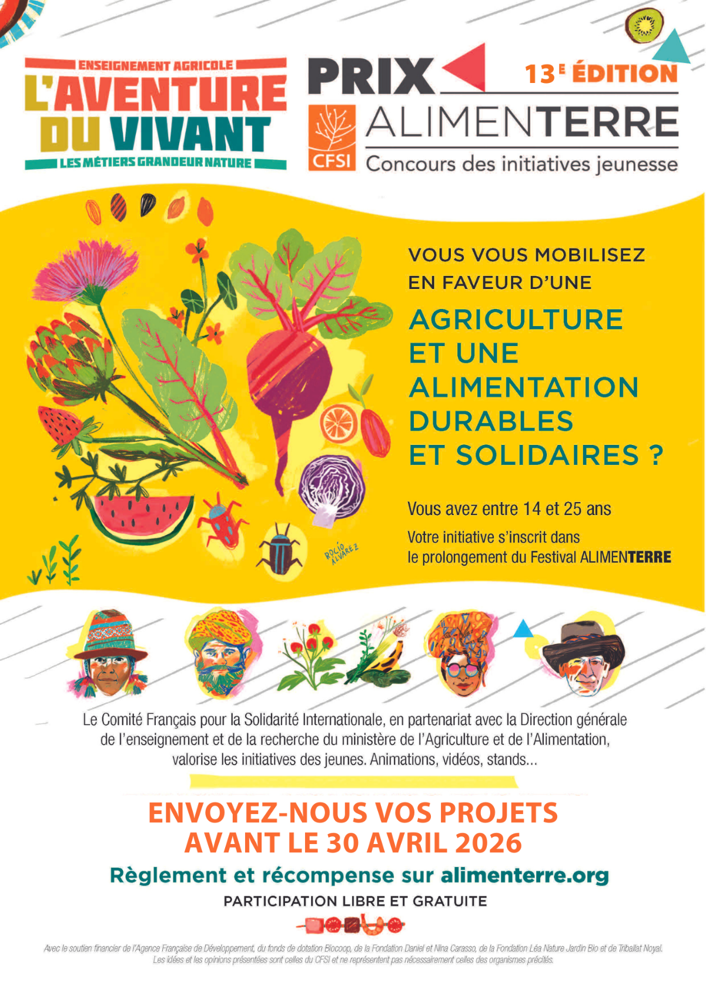 ENSEIGNEMENT AGRICOLE
L'AVENTURE
DU VIVANT
LES MÉTIERS GRANDEUR NATURE
PRIX
13E ÉDITION
ALIMENTERRE
CFSI
Concours des initiatives jeunesse
VOUS VOUS MOBILISEZ
EN FAVEUR D'UNE
AGRICULTURE
ET UNE
ALIMENTATION
DURABLES
ET SOLIDAIRES ?
Vous avez entre 14 et 25 ans
Votre initiative s'inscrit dans
le prolongement du Festival ALIMENTERRE
ROCÍO
ALVAREZ
Le Comité Français pour la Solidarité Internationale, en partenariat avec la Direction générale
de l'enseignement et de la recherche du ministère de l'Agriculture et de l'Alimentation,
valorise les initiatives des jeunes. Animations, vidéos, stands...
ENVOYEZ-NOUS VOS PROJETS
AVANT LE 30 AVRIL 2026
Règlement et récompense sur alimenterre.org
PARTICIPATION LIBRE ET GRATUITE
Avec le soutien financier de l'Agence Française de Développement, du fonds de dotation Biocoop, de la Fondation Daniel et Nina Carasso, de la Fondation Léa Nature Jardin Bio et de Triballat Noyal.
Les idées et les opinions présentées sont celles du CFSI et ne représentent pas nécessairement celles des organismes précités.